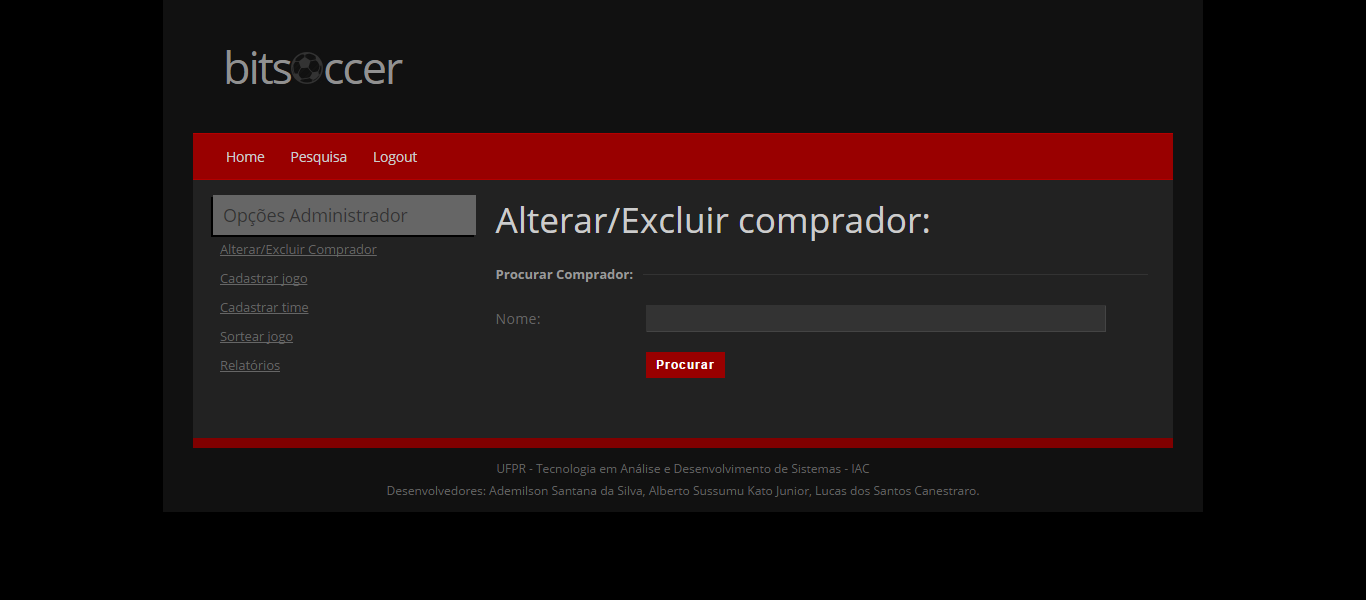 bitsoccer
Home Pesquisa Logout
Opções Administrador
Alterar/Excluir Comprador
Cadastrar jogo
Cadastrar time
Sortear jogo
Relatórios
Alterar/Excluir comprador:
Procurar Comprador:
Nome:
Procurar
UFPR - Tecnologia em Análise e Desenvolvimento de Sistemas - IAC
Desenvolvedores: Ademilson Santana da Silva, Alberto Sussumu Kato Junior, Lucas dos Santos Canestraro.